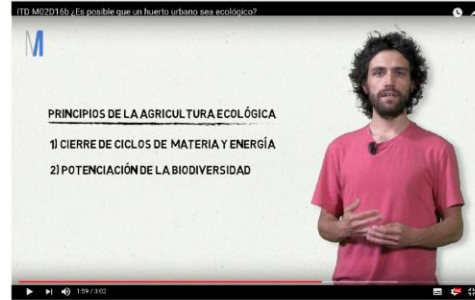 ITD M02D16b ¿Es posible que un huerto urbano sea ecológico?
PRINCIPIOS DE LA AGRICULTURA ECOLÓGICA
1) CIERRE DE CICLOS DE MATERIA Y ENERGÍA
2) POTENCIACIÓN DE LA BIODIVERSIDAD
1:59 / 3:02